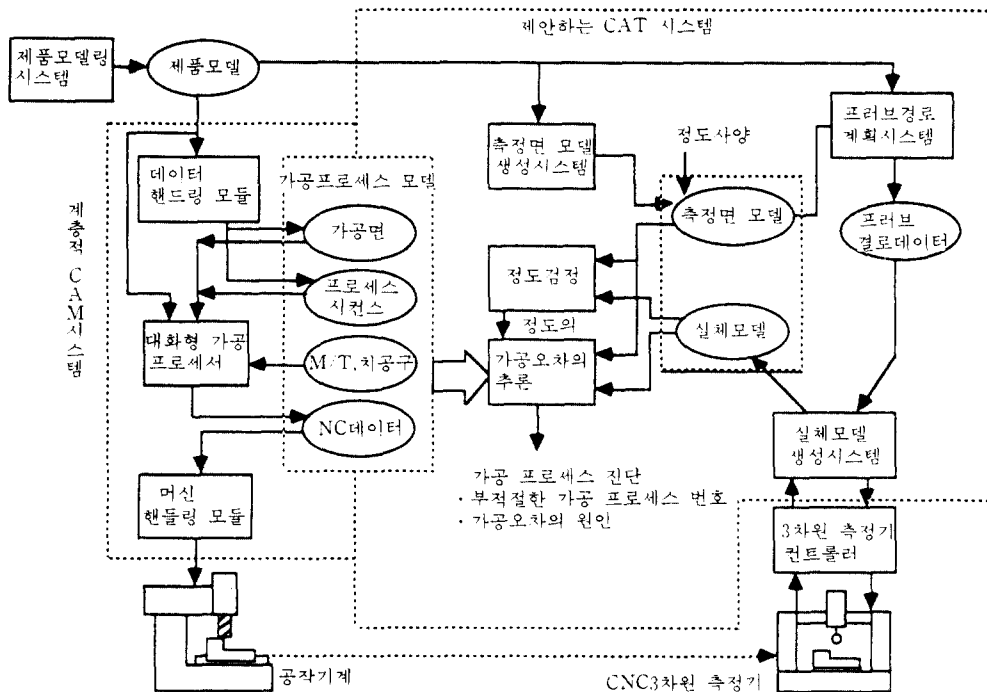 제안하는 CAT 시스템
제품모델링
시스템
제품모델
프러브경로
계획시스템
측정면 모델
생성시스템
정도사양
데이터
핸드링 모듈
가공프로세스 모델
가공면
측정면 모델
프러브
결로데이터
계층적 CAM시스템
프로세스
시컨스
정도검정
정도의
대화형 가공
프로세서
M/T.치공구
가공오차의
추론
실체모델
NC데이터
실체모델
생성시스템
가공 프로세스 진단
· 부적절한 가공 프로세스 번호
· 가공오차의 원인
머신
핸들링 모듈
3차원 측정기
컨트롤러
공작기계
CNC3차원 측정기